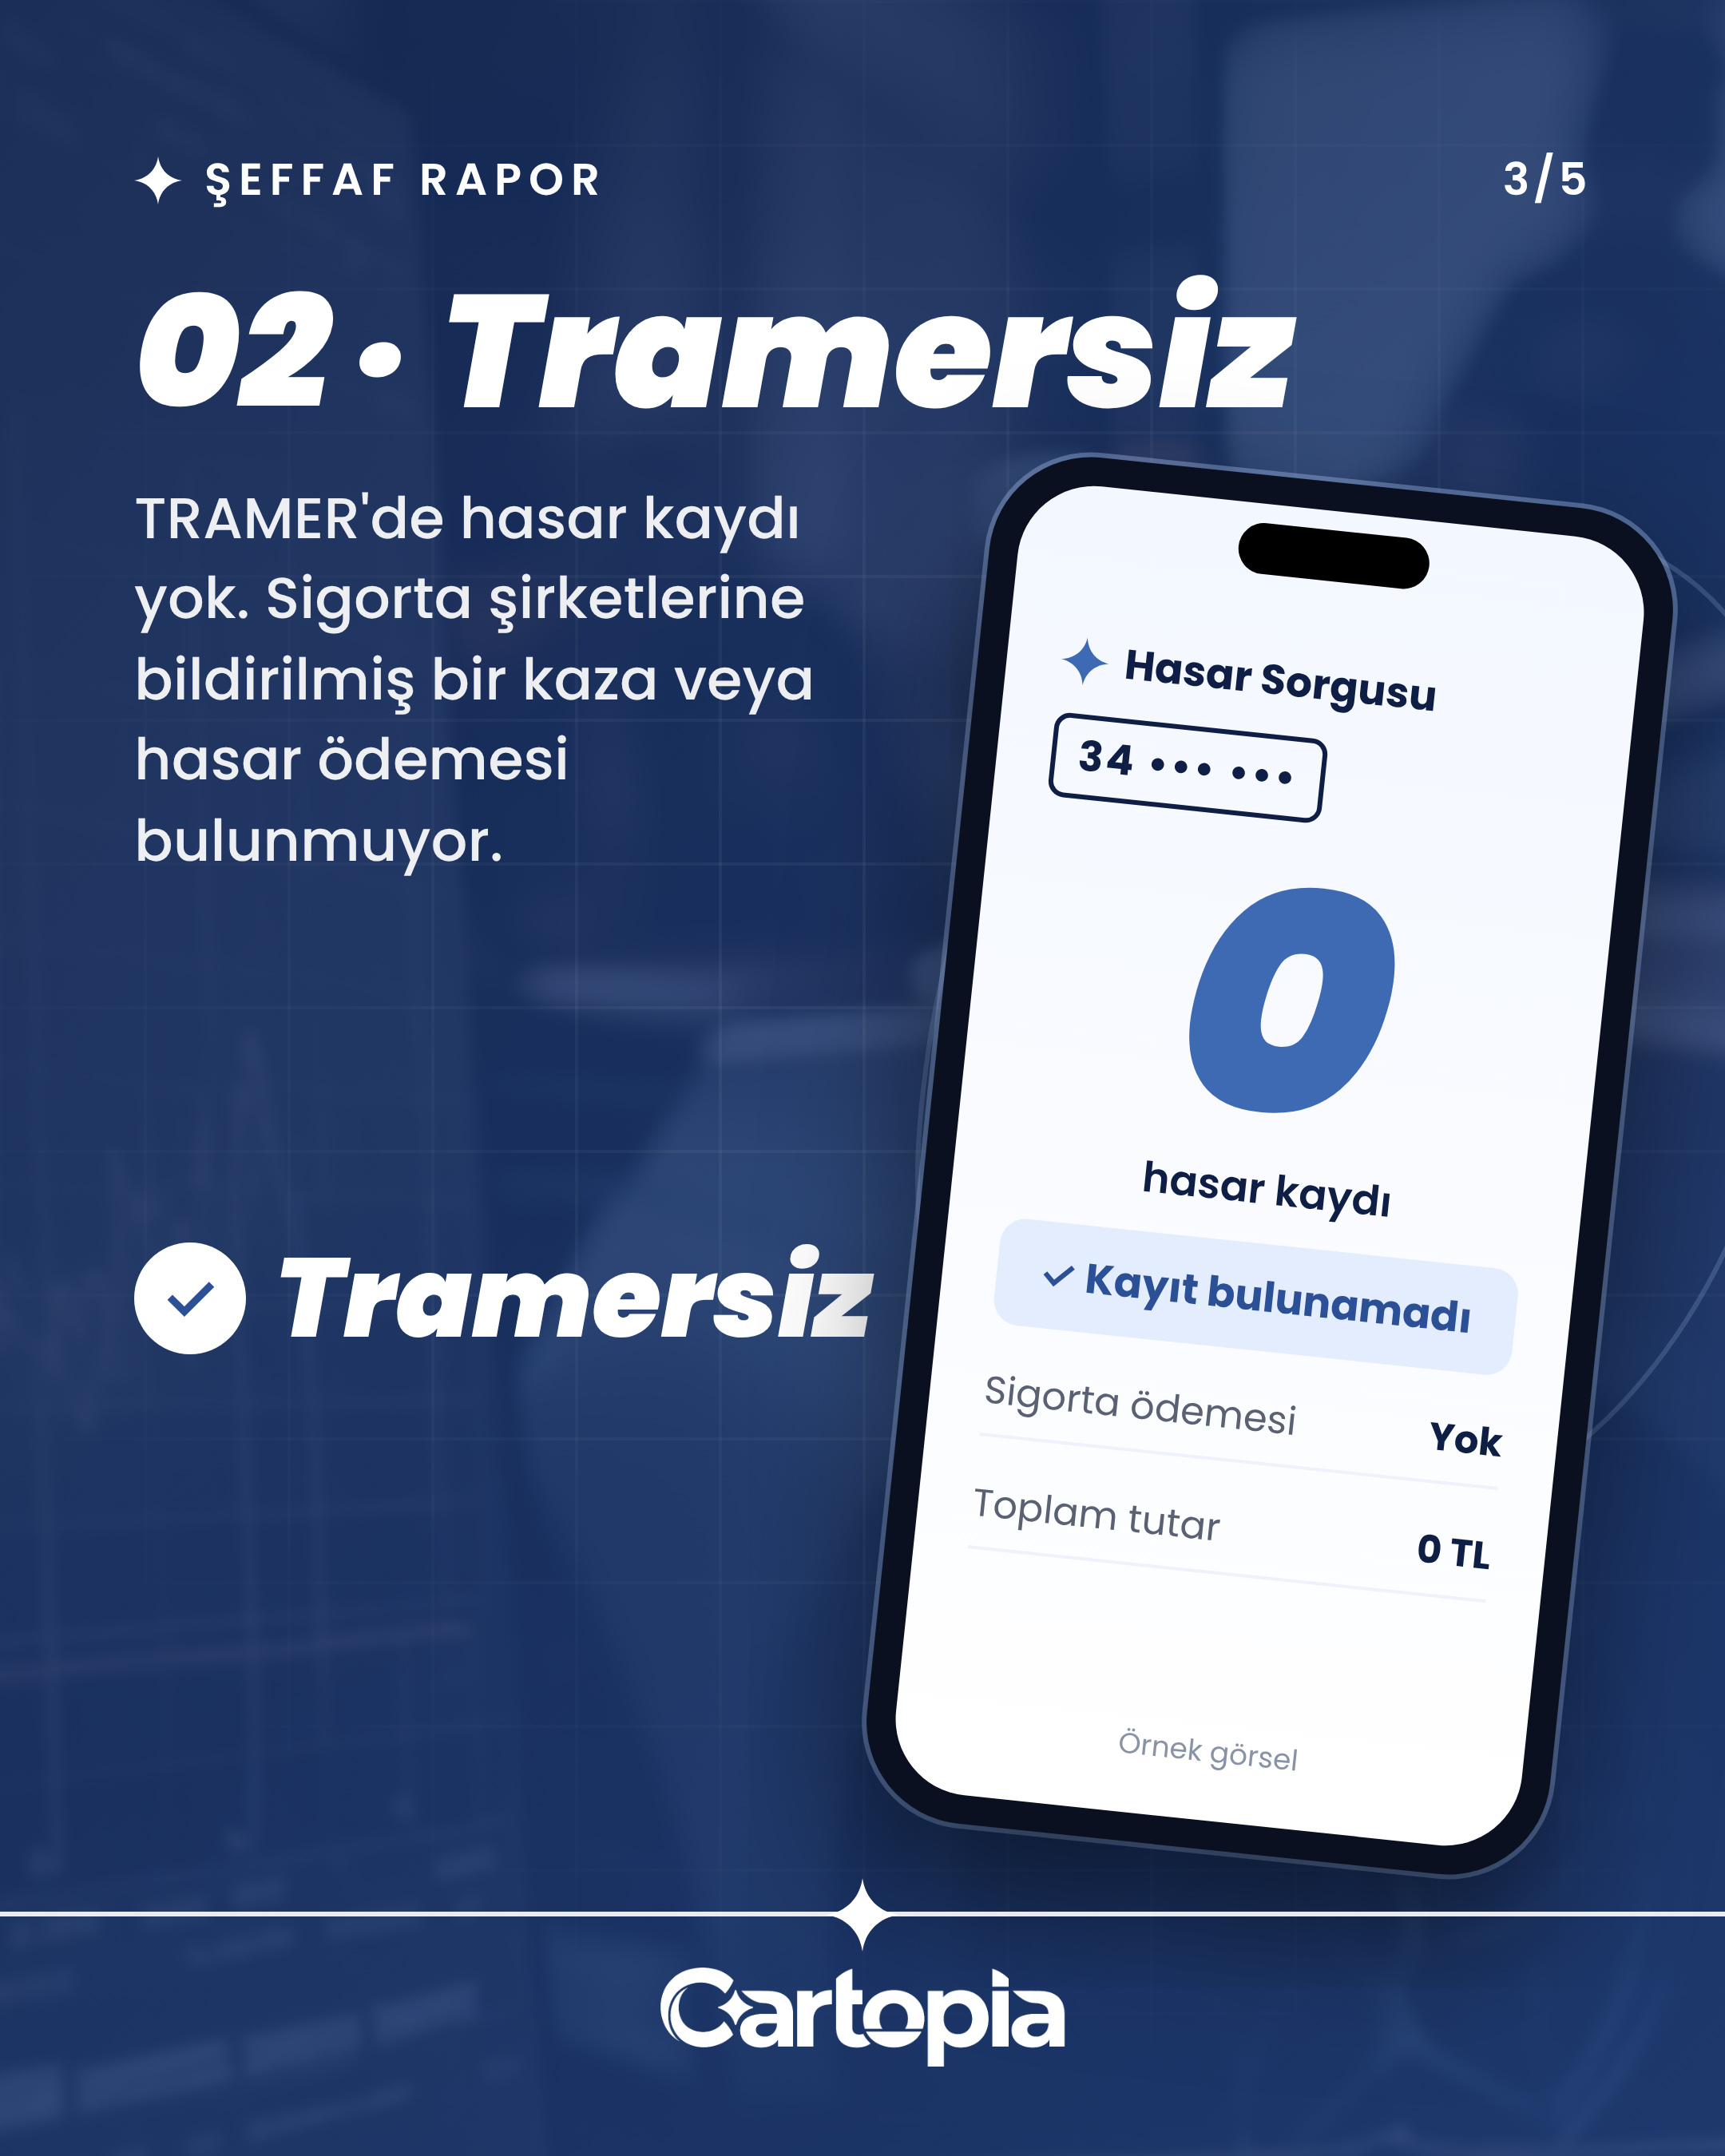 ŞEFFAF RAPOR
3/5
02 • Tramersiz
TRAMER'de hasar kaydı
yok. Sigorta şirketlerine
bildirilmiş bir kaza veya
hasar ödemesi
bulunmuyor.
Hasar Sorgusu
34 ••• •••
0
hasar kaydı
✓ Kayıt bulunamadı
Sigorta ödemesi Yok
Toplam tutar 0 TL
Örnek görsel
✓ Tramersiz
Cartopia